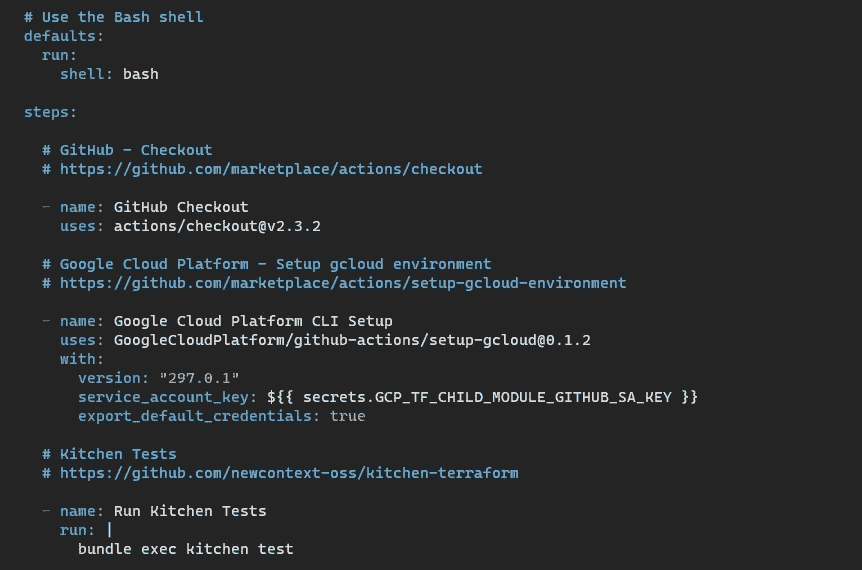 # Use the Bash shell
defaults:
run:
shell: bash
steps:
# GitHub - Checkout
# https://github.com/marketplace/actions/checkout
- name: GitHub Checkout
uses: actions/checkout@v2.3.2
# Google Cloud Platform - Setup gcloud environment
# https://github.com/marketplace/actions/setup-gcloud-environment
- name: Google Cloud Platform CLI Setup
uses: GoogleCloudPlatform/github-actions/setup-gcloud@0.1.2
with:
version: "297.0.1"
service_account_key: ${{ secrets.GCP_TF_CHILD_MODULE_GITHUB_SA_KEY }}
export_default_credentials: true
# Kitchen Tests
# https://github.com/newcontext-oss/kitchen-terraform
- name: Run Kitchen Tests
run: |
bundle exec kitchen test